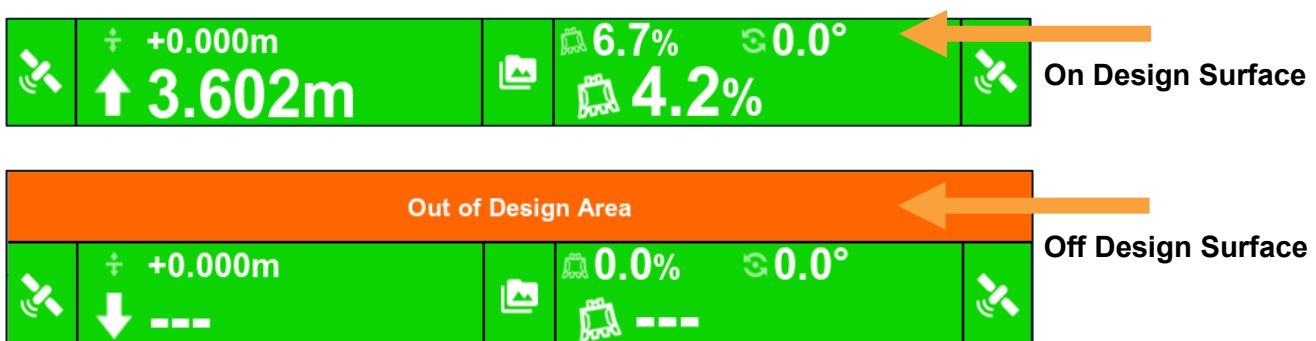 +0.000m
6.7%
0.0°
3.602m
4.2%
On Design Surface
Out of Design Area
Off Design Surface
+0.000m
0.0%
0.0°
---
---